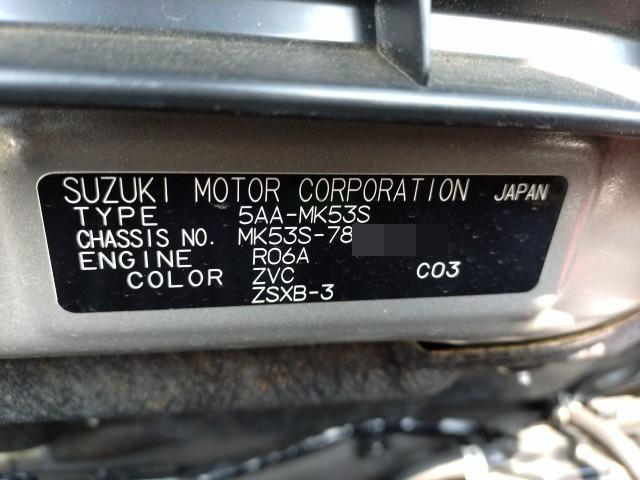 SUZUKI MOTOR CORPORATION JAPAN
TYPE 5AA-MK53S
CHASSIS NO. MK53S-78
ENGINE R06A
COLOR ZVC C03
ZSXB-3